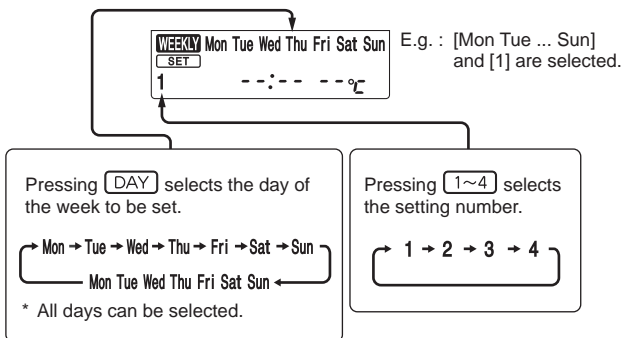 WEEKLY Mon Tue Wed Thu Fri Sat Sun
SET
1 --:-- --°C
E.g. : [Mon Tue ... Sun]
and [1] are selected.
Pressing DAY selects the day of
the week to be set.
Mon → Tue → Wed → Thu → Fri → Sat → Sun
Mon Tue Wed Thu Fri Sat Sun
* All days can be selected.
Pressing 1~4 selects
the setting number.
1 → 2 → 3 → 4